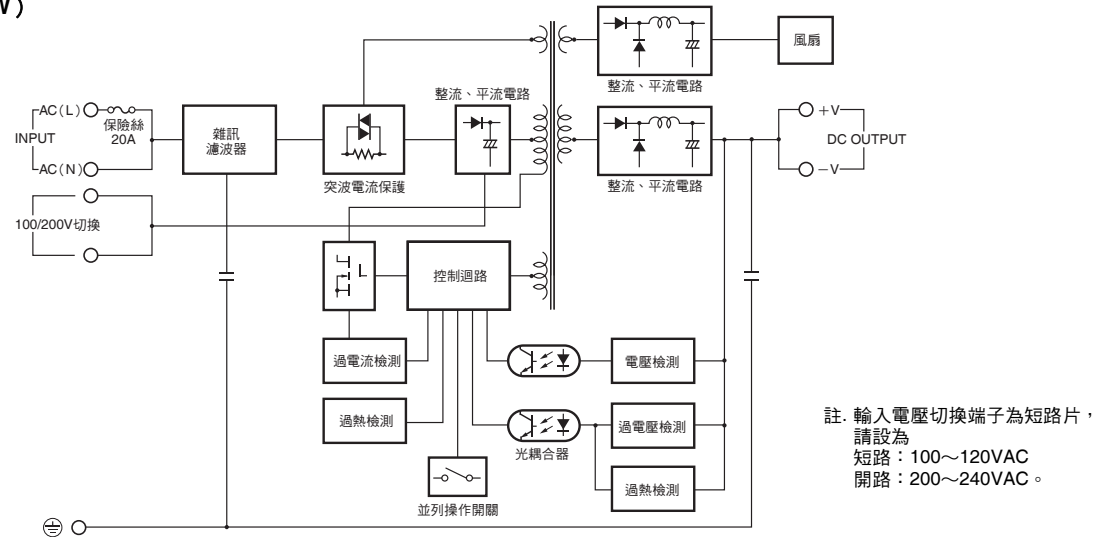 W)
風扇
整流、平流電路
整流、平流電路
AC(L)
保險絲
20A
INPUT
AC(N)
雜訊
濾波器
突波電流保護
+V
DC OUTPUT
−V
整流、平流電路
100/200V切換
控制迴路
過電流檢測
電壓檢測
過熱檢測
光耦合器
過電壓檢測
過熱檢測
並列操作開關
註. 輸入電壓切換端子為短路片，
請設為
短路：100～120VAC
開路：200～240VAC。